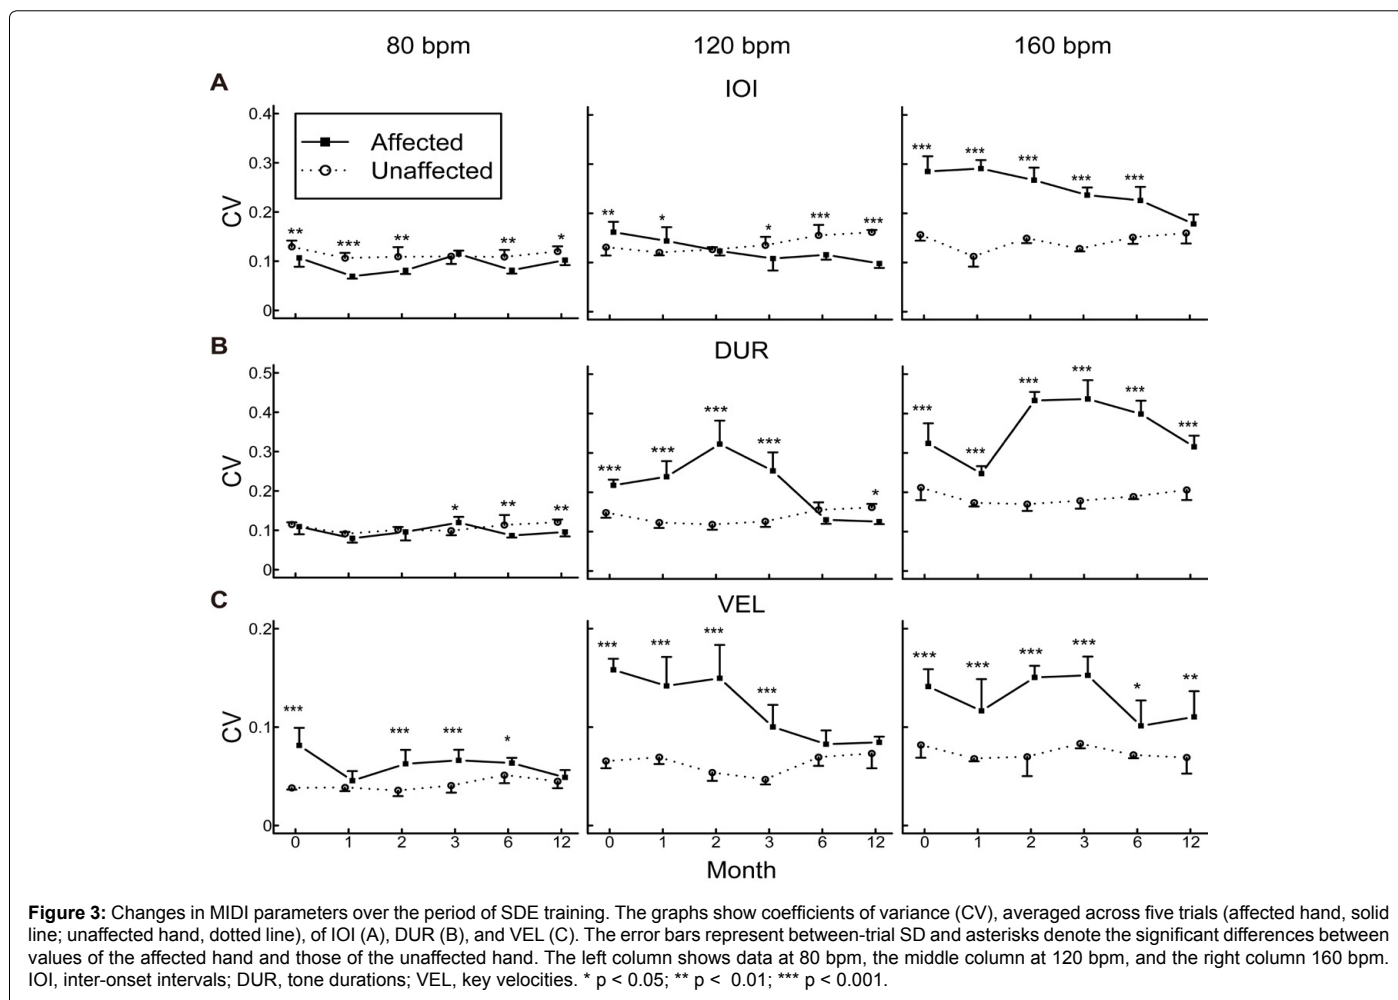 80 bpm 120 bpm 160 bpm
A IOI
0.4
Affected
Unaffected
0.3
0.2
0.1
0
CV
** *** ** ** *
** * * *** ***
*** *** *** *** ***
B DUR
0.5
0.4
0.3
0.2
0.1
0
CV
* ** **
*** *** *** *** *
*** *** *** *** *** ***
C VEL
0.2
0.1
0
CV
*** *** *** *
*** *** *** ***
*** *** *** *** * **
0 1 2 3 6 12 0 1 2 3 6 12 0 1 2 3 6 12
Month
Figure 3: Changes in MIDI parameters over the period of SDE training. The graphs show coefficients of variance (CV), averaged across five trials (affected hand, solid
line; unaffected hand, dotted line), of IOI (A), DUR (B), and VEL (C). The error bars represent between-trial SD and asterisks denote the significant differences between
values of the affected hand and those of the unaffected hand. The left column shows data at 80 bpm, the middle column at 120 bpm, and the right column 160 bpm.
IOI, inter-onset intervals; DUR, tone durations; VEL, key velocities. * p < 0.05; ** p < 0.01; *** p < 0.001.